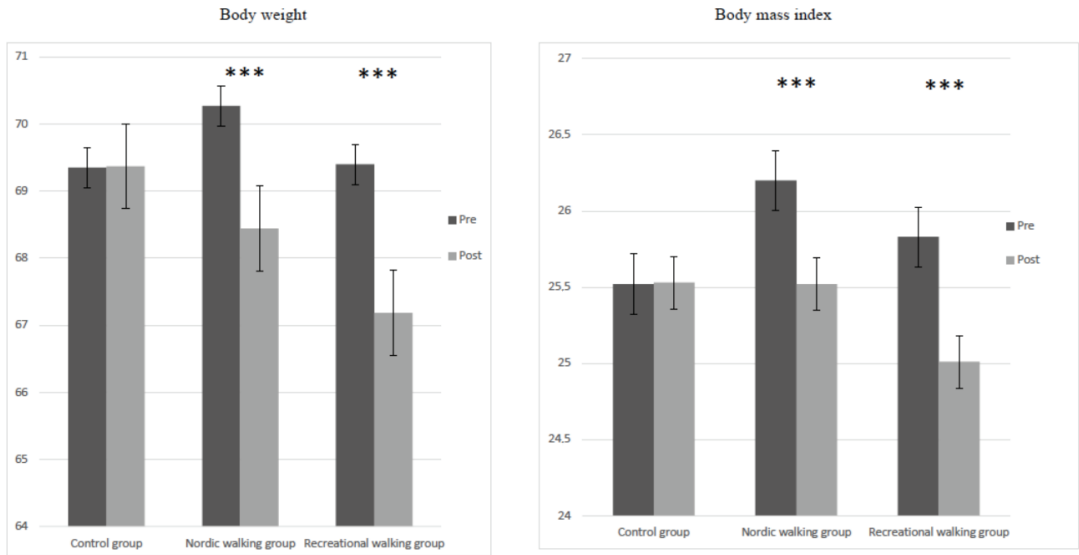 Body weight
71
70
69
68
67
66
65
64
***
***
Pre
Post
Control group
Nordic walking group
Recreational walking group
Body mass index
27
26.5
26
25.5
25
24.5
24
***
***
Pre
Post
Control group
Nordic walking group
Recreational walking group